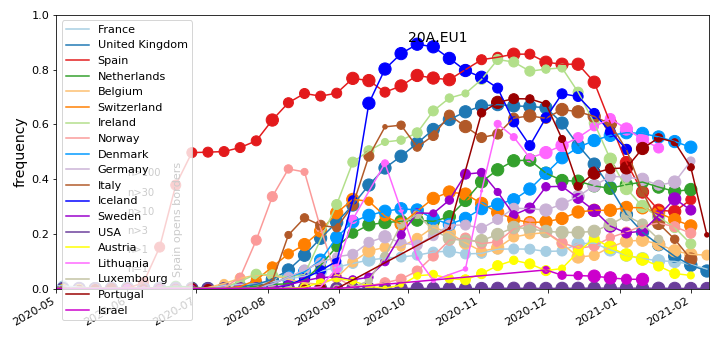 20A.EU1
frequency
1.0
0.8
0.6
0.4
0.2
0.0
France
United Kingdom
Spain
Netherlands
Belgium
Switzerland
Ireland
Norway
Denmark
Germany
Italy
Iceland
Sweden
USA
Austria
Lithuania
Luxembourg
Portugal
Israel
n>30
n>10
n>3
n>1
Spain opens borders
2020-05
2020-06
2020-07
2020-08
2020-09
2020-10
2020-11
2020-12
2021-01
2021-02